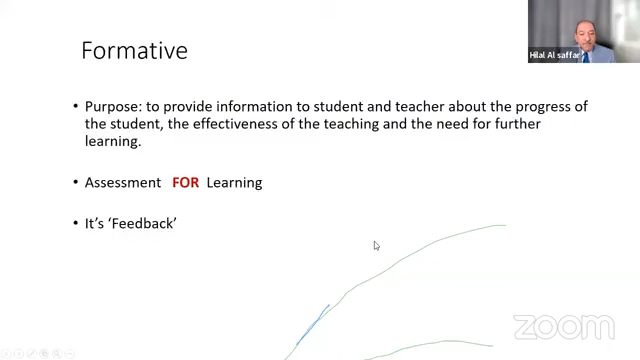 Formative
Hilal Al saffar
• Purpose: to provide information to student and teacher about the progress of
the student, the effectiveness of the teaching and the need for further
learning.
• Assessment FOR Learning
• It's 'Feedback'
zoom